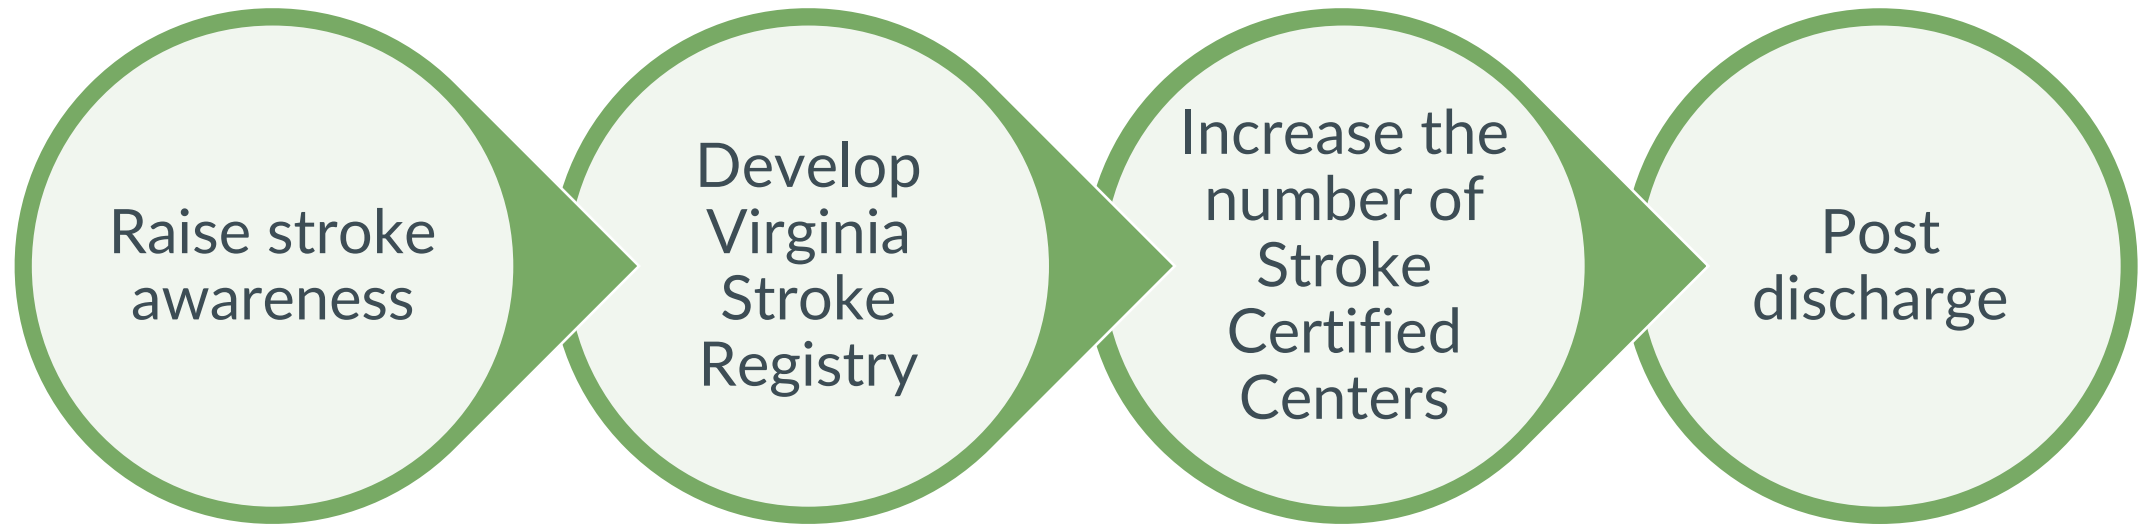 Raise stroke
awareness
Develop
Virginia
Stroke
Registry
Increase the
number of
Stroke
Certified
Centers
Post
discharge